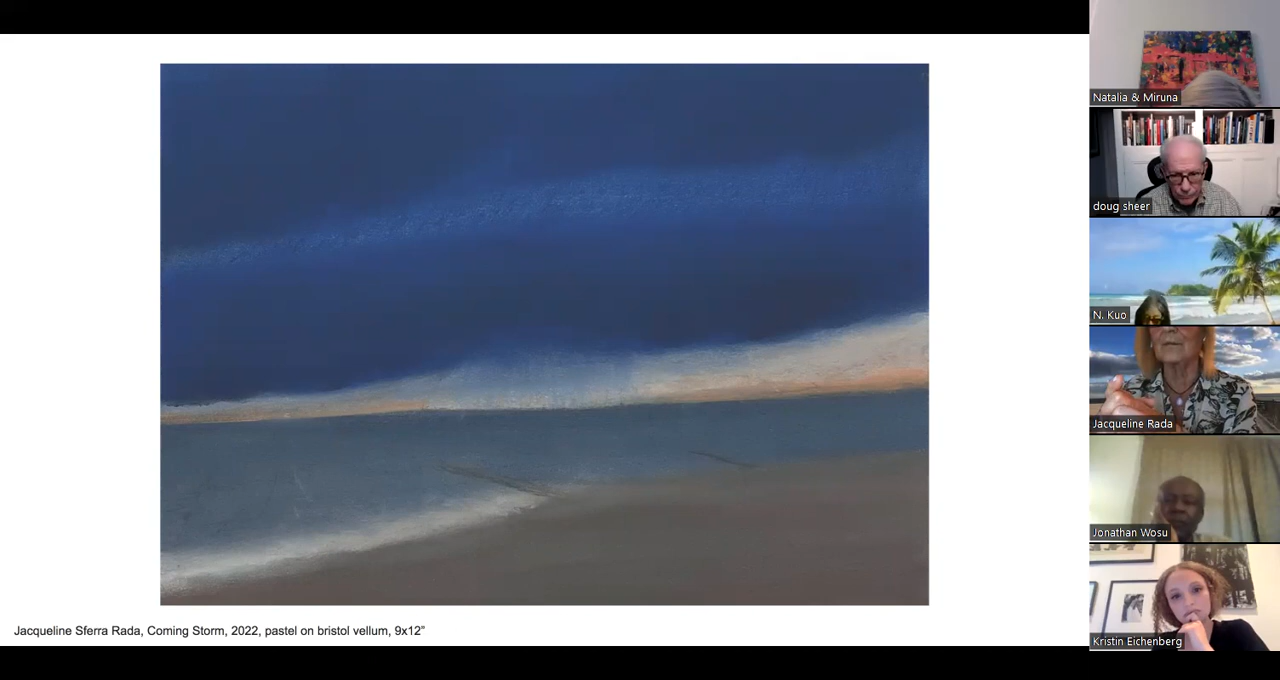 Jacqueline Sferra Rada, Coming Storm, 2022, pastel on bristol vellum, 9x12”
Natalia & Miruna
doug sheer
N. Kuo
Jacqueline Rada
Jonathan Wosu
Kristin Eichenberg